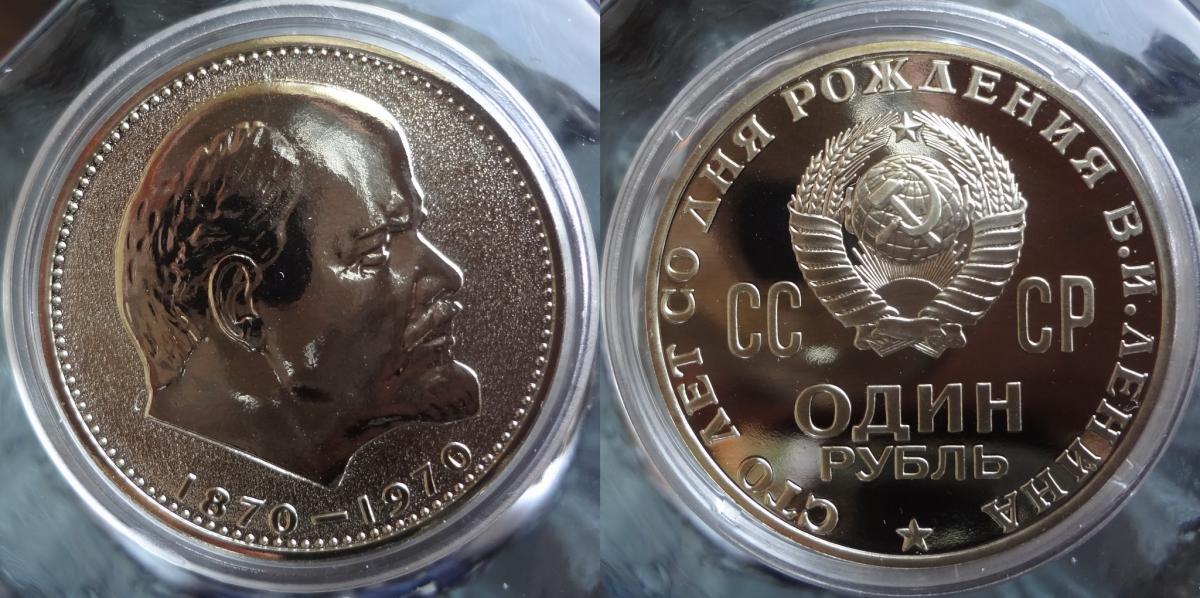 1870–1970
СТО ЛЕТ СО ДНЯ РОЖДЕНИЯ В.И.ЛЕНИНА
СС СР
ОДИН
РУБЛЬ